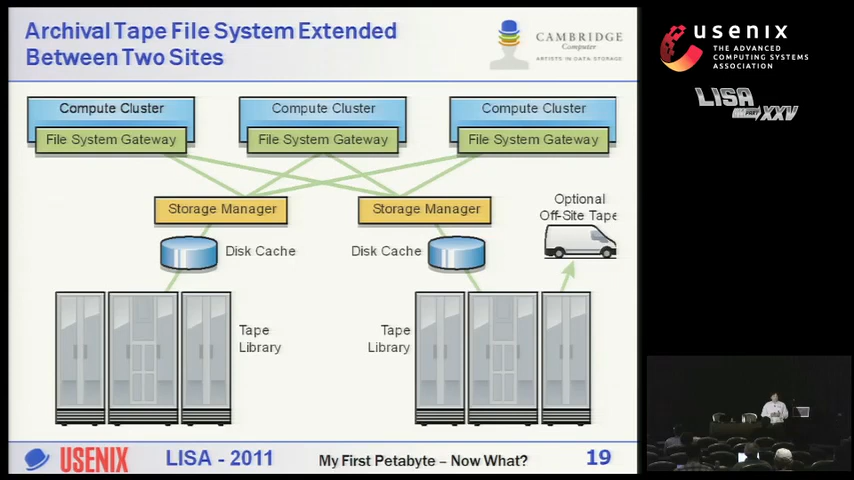 Archival Tape File System Extended
Between Two Sites
CAMBRIDGE
Computer
ARTISTS IN DATA STORAGE
usenix
THE ADVANCED
COMPUTING SYSTEMS
ASSOCIATION
LISA
XXV
Compute Cluster
File System Gateway
Compute Cluster
File System Gateway
Compute Cluster
File System Gateway
Storage Manager
Storage Manager
Optional
Off-Site Tape
Disk Cache
Disk Cache
Tape
Library
Tape
Library
USENIX
LISA - 2011
My First Petabyte – Now What?
19